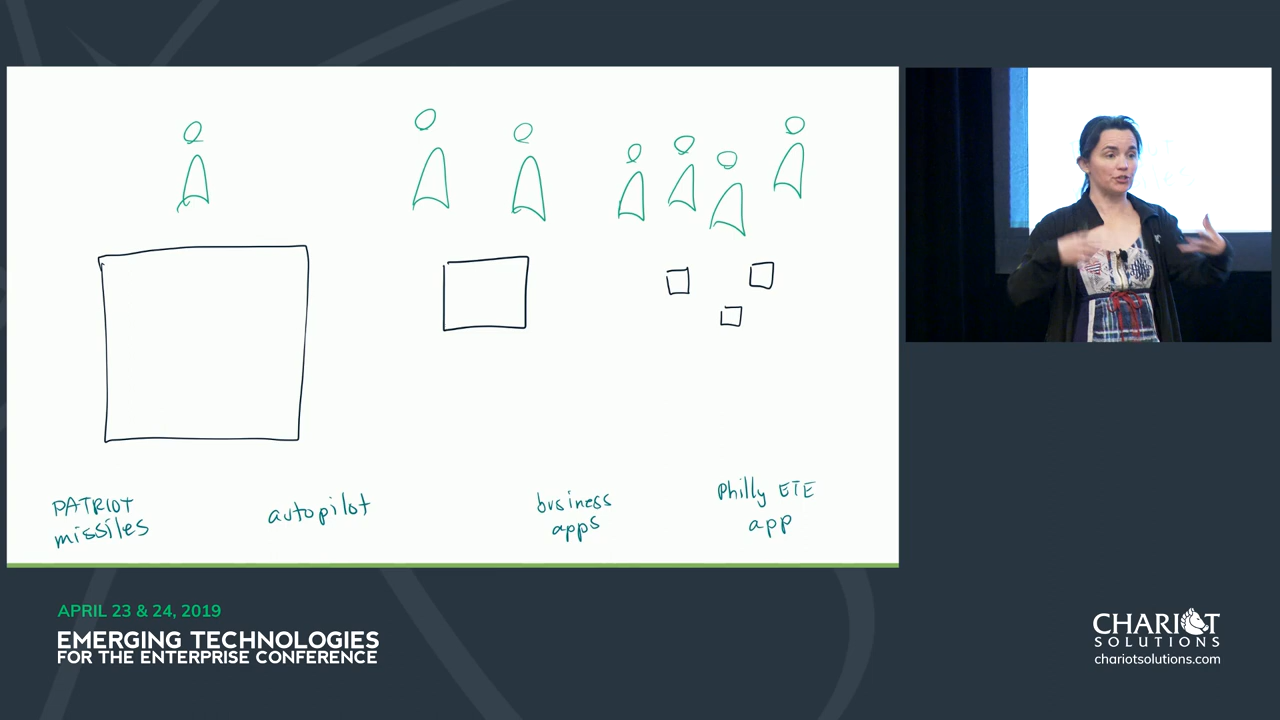 PATRIOT
missiles
autopilot
business
apps
Philly ETE
app
APRIL 23 & 24, 2019
EMERGING TECHNOLOGIES
FOR THE ENTERPRISE CONFERENCE
CHARIOT
SOLUTIONS
chariotsolutions.com